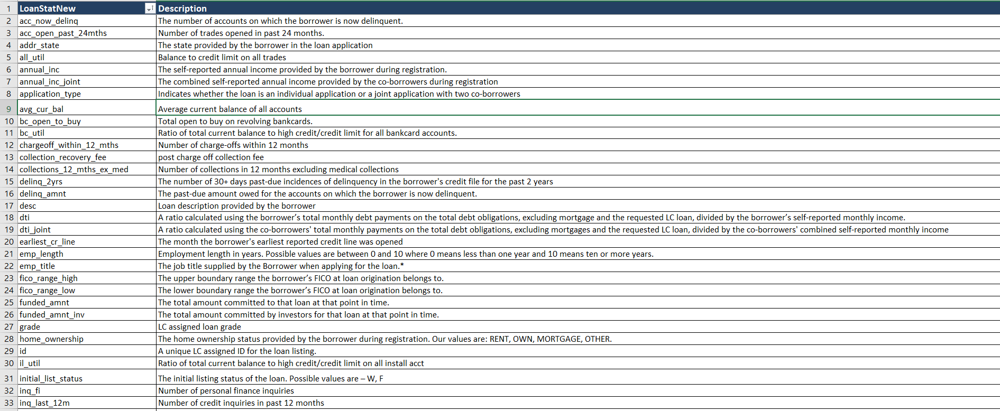 1 LoanStatNew Description
2 acc_now_delinq The number of accounts on which the borrower is now delinquent.
3 acc_open_past_24mths Number of trades opened in past 24 months.
4 addr_state The state provided by the borrower in the loan application
5 all_util Balance to credit limit on all trades
6 annual_inc The self-reported annual income provided by the borrower during registration.
7 annual_inc_joint The combined self-reported annual income provided by the co-borrowers during registration
8 application_type Indicates whether the loan is an individual application or a joint application with two co-borrowers
9 avg_cur_bal Average current balance of all accounts
10 bc_open_to_buy Total open to buy on revolving bankcards.
11 bc_util Ratio of total current balance to high credit/credit limit for all bankcard accounts.
12 chargeoff_within_12_mths Number of charge-offs within 12 months
13 collection_recovery_fee post charge off collection fee
14 collections_12_mths_ex_med Number of collections in 12 months excluding medical collections
15 delinq_2yrs The number of 30+ days past-due incidences of delinquency in the borrower's credit file for the past 2 years
16 delinq_amnt The past-due amount owed for the accounts on which the borrower is now delinquent.
17 desc Loan description provided by the borrower
18 dti A ratio calculated using the borrower’s total monthly debt payments on the total debt obligations, excluding mortgage and the requested LC loan, divided by the borrower’s self-reported monthly income.
19 dti_joint A ratio calculated using the co-borrowers' total monthly payments on the total debt obligations, excluding mortgages and the requested LC loan, divided by the co-borrowers' combined self-reported monthly income
20 earliest_cr_line The month the borrower's earliest reported credit line was opened
21 emp_length Employment length in years. Possible values are between 0 and 10 where 0 means less than one year and 10 means ten or more years.
22 emp_title The job title supplied by the Borrower when applying for the loan.*
23 fico_range_high The upper boundary range the borrower’s FICO at loan origination belongs to.
24 fico_range_low The lower boundary range the borrower’s FICO at loan origination belongs to.
25 funded_amnt The total amount committed to that loan at that point in time.
26 funded_amnt_inv The total amount committed by investors for that loan at that point in time.
27 grade LC assigned loan grade
28 home_ownership The home ownership status provided by the borrower during registration. Our values are: RENT, OWN, MORTGAGE, OTHER.
29 id A unique LC assigned ID for the loan listing.
30 il_util Ratio of total current balance to high credit/credit limit on all install acct
31 initial_list_status The initial listing status of the loan. Possible values are – W, F
32 inq_fi Number of personal finance inquiries
33 inq_last_12m Number of credit inquiries in past 12 months